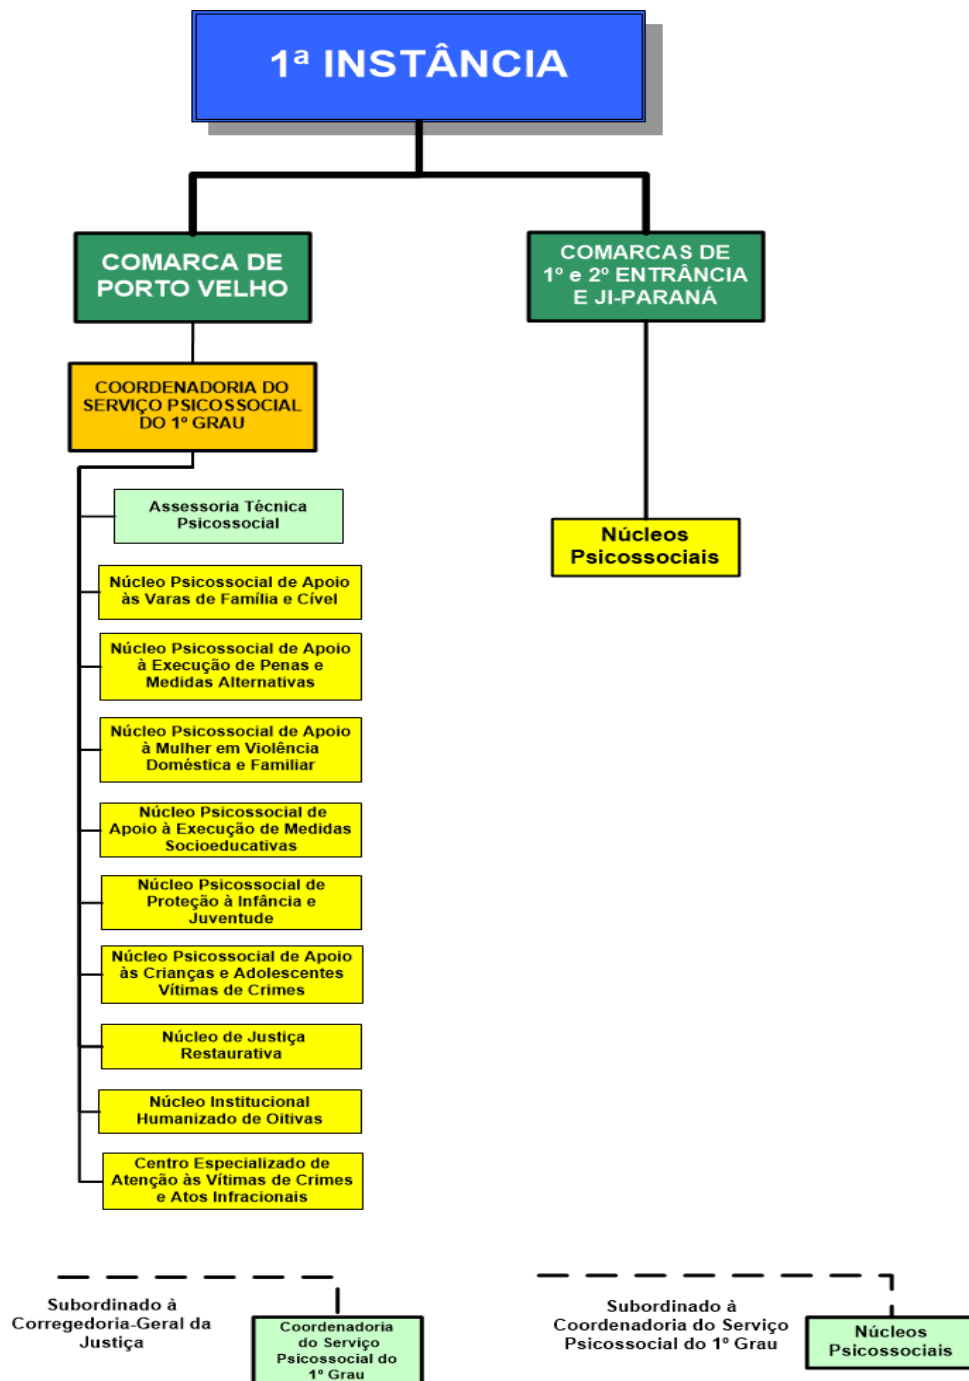 1ª INSTÂNCIA
COMARCA DE
PORTO VELHO
COORDENADORIA DO
SERVIÇO PSICOSSOCIAL
DO 1º GRAU
Assessoria Técnica
Psicossocial
Núcleo Psicossocial de Apoio
às Varas de Família e Cível
Núcleo Psicossocial de Apoio
à Execução de Penas e
Medidas Alternativas
Núcleo Psicossocial de Apoio
à Mulher em Violência
Doméstica e Familiar
Núcleo Psicossocial de
Apoio à Execução de Medidas
Socioeducativas
Núcleo Psicossocial de
Proteção à Infância e
Juventude
Núcleo Psicossocial de Apoio
às Crianças e Adolescentes
Vítimas de Crimes
Núcleo de Justiça
Restaurativa
Núcleo Institucional
Humanizado de Oitivas
Centro Especializado de
Atenção às Vítimas de Crimes
e Atos Infracionais
COMARCAS DE
1º e 2º ENTRÂNCIA
E JI-PARANÁ
Núcleos
Psicossociais
Subordinado à
Corregedoria-Geral da
Justiça
Coordenadoria
do Serviço
Psicossocial do
1º Grau
Subordinado à
Coordenadoria do Serviço
Psicossocial do 1º Grau
Núcleos
Psicossociais